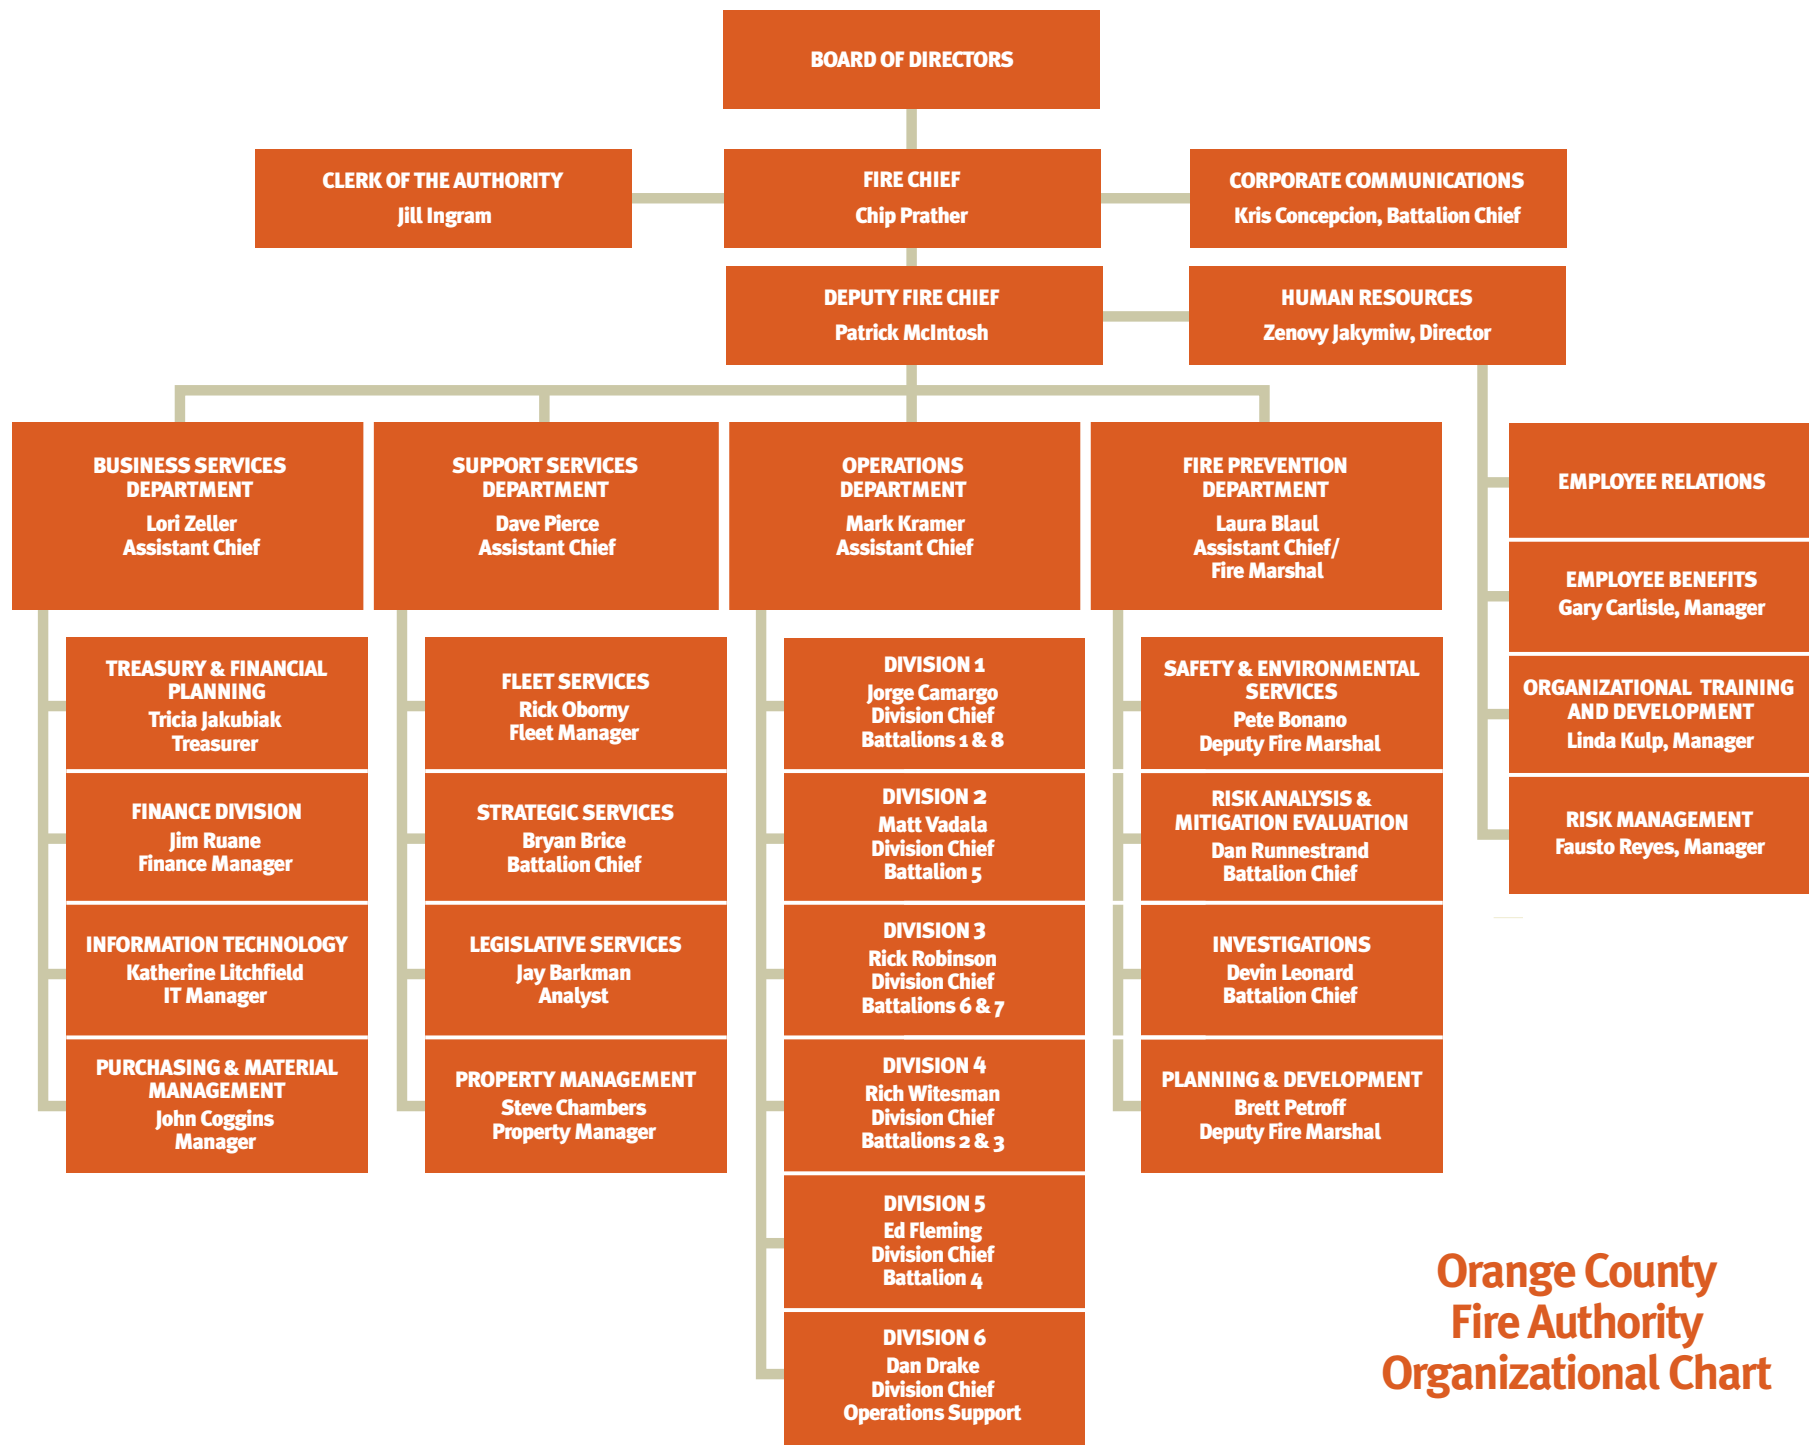 BOARD OF DIRECTORS
CLERK OF THE AUTHORITY
Jill Ingram
FIRE CHIEF
Chip Prather
CORPORATE COMMUNICATIONS
Kris Concepcion, Battalion Chief
DEPUTY FIRE CHIEF
Patrick McIntosh
HUMAN RESOURCES
Zenovy Jakymiw, Director
BUSINESS SERVICES
DEPARTMENT
Lori Zeller
Assistant Chief
SUPPORT SERVICES
DEPARTMENT
Dave Pierce
Assistant Chief
OPERATIONS
DEPARTMENT
Mark Kramer
Assistant Chief
FIRE PREVENTION
DEPARTMENT
Laura Blaul
Assistant Chief/
Fire Marshal
EMPLOYEE RELATIONS
EMPLOYEE BENEFITS
Gary Carlisle, Manager
ORGANIZATIONAL TRAINING
AND DEVELOPMENT
Linda Kulp, Manager
RISK MANAGEMENT
Fausto Reyes, Manager
TREASURY & FINANCIAL
PLANNING
Tricia Jakubiak
Treasurer
FINANCE DIVISION
Jim Ruane
Finance Manager
INFORMATION TECHNOLOGY
Katherine Litchfield
IT Manager
PURCHASING & MATERIAL
MANAGEMENT
John Coggins
Manager
FLEET SERVICES
Rick Oborny
Fleet Manager
STRATEGIC SERVICES
Bryan Brice
Battalion Chief
LEGISLATIVE SERVICES
Jay Barkman
Analyst
PROPERTY MANAGEMENT
Steve Chambers
Property Manager
DIVISION 1
Jorge Camargo
Division Chief
Battalions 1 & 8
DIVISION 2
Matt Vadala
Division Chief
Battalion 5
DIVISION 3
Rick Robinson
Division Chief
Battalions 6 & 7
DIVISION 4
Rich Witesman
Division Chief
Battalions 2 & 3
DIVISION 5
Ed Fleming
Division Chief
Battalion 4
DIVISION 6
Dan Drake
Division Chief
Operations Support
SAFETY & ENVIRONMENTAL
SERVICES
Pete Bonano
Deputy Fire Marshal
RISK ANALYSIS &
MITIGATION EVALUATION
Dan Runnestrand
Battalion Chief
INVESTIGATIONS
Devin Leonard
Battalion Chief
PLANNING & DEVELOPMENT
Brett Petroff
Deputy Fire Marshal
Orange County
Fire Authority
Organizational Chart